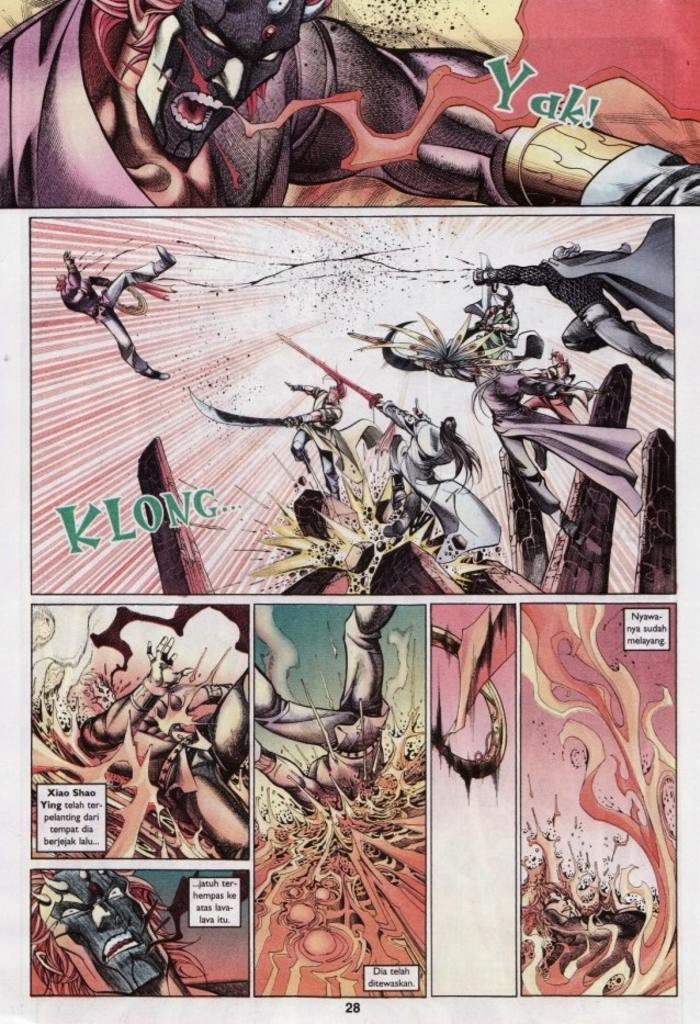 Yak!
KLONG...
Xiao Shao
Ying telah ter-
pelanting dari
tempat dia
berjejak lalu...
...jatuh ter-
hempas ke
atas lava-
lava itu.
Dia telah
ditewaskan.
Nyawa-
nya sudah
melayang.
28